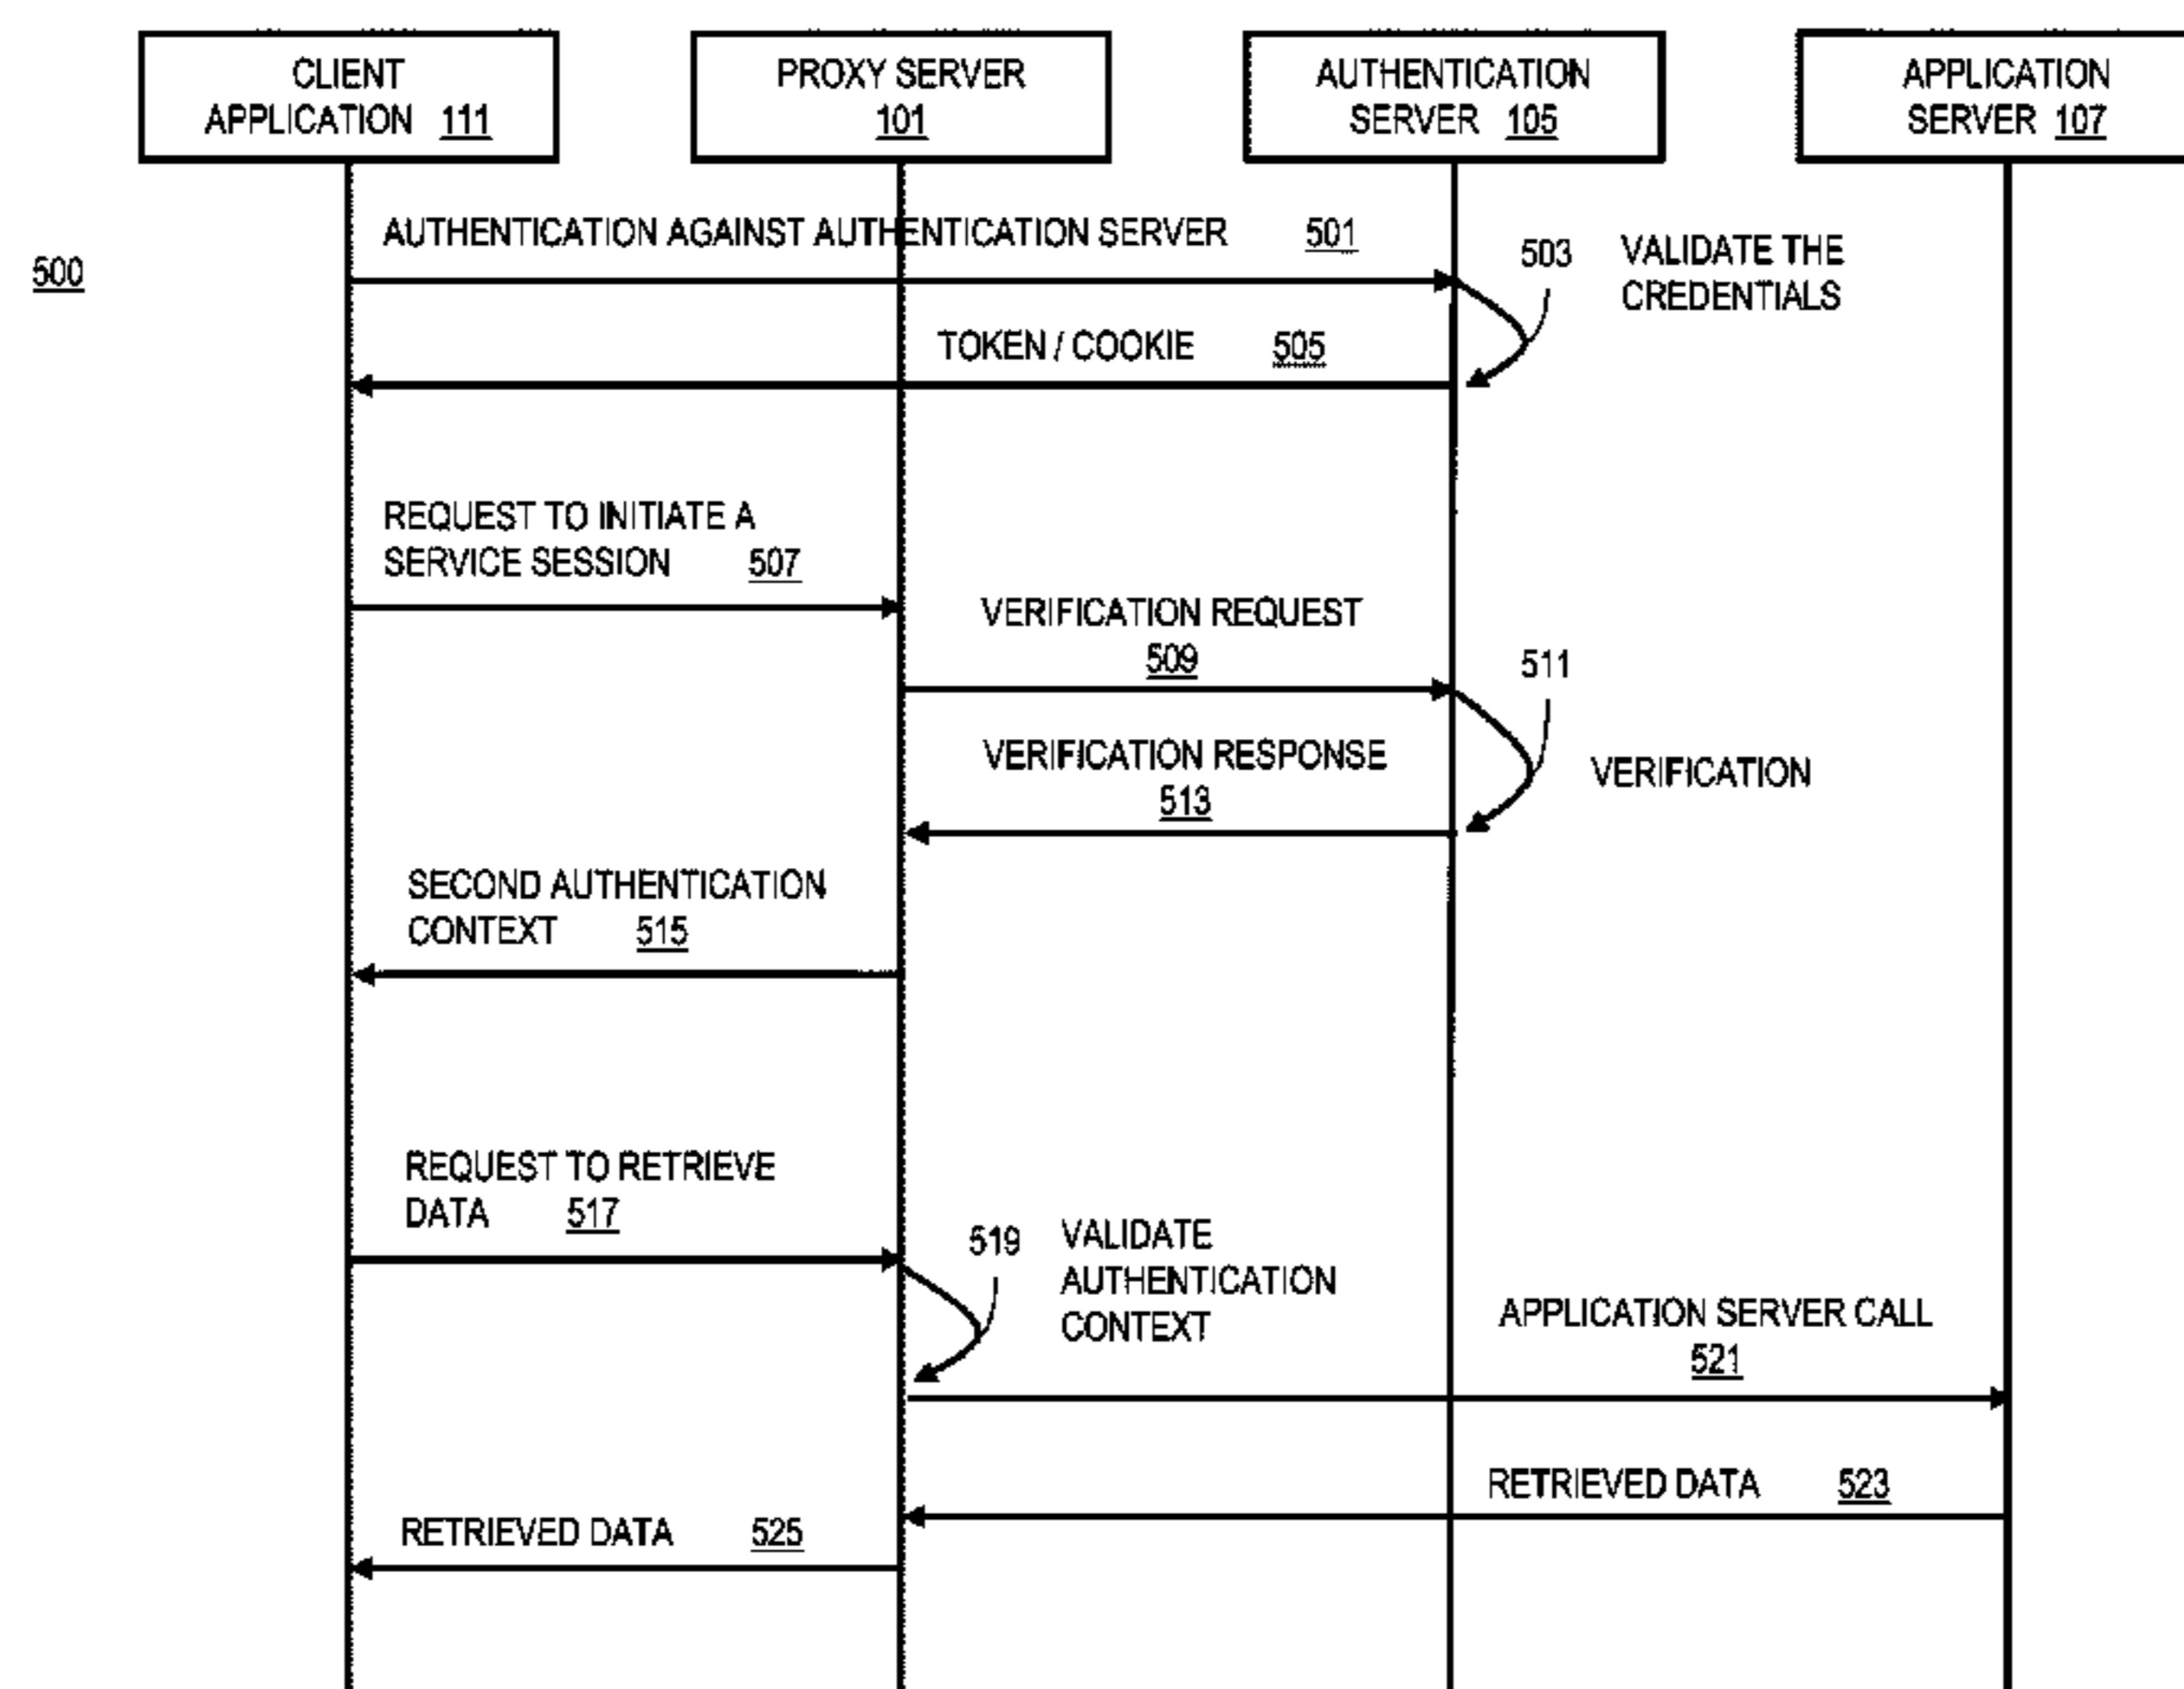 CLIENT
APPLICATION 111
PROXY SERVER
101
AUTHENTICATION
SERVER 105
APPLICATION
SERVER 107
500
AUTHENTICATION AGAINST AUTHENTICATION SERVER 501
503
VALIDATE THE
CREDENTIALS
TOKEN / COOKIE 505
REQUEST TO INITIATE A
SERVICE SESSION 507
VERIFICATION REQUEST
509
511
VERIFICATION RESPONSE
513
VERIFICATION
SECOND AUTHENTICATION
CONTEXT 515
REQUEST TO RETRIEVE
DATA 517
519
VALIDATE
AUTHENTICATION
CONTEXT
APPLICATION SERVER CALL
521
RETRIEVED DATA 523
RETRIEVED DATA 525